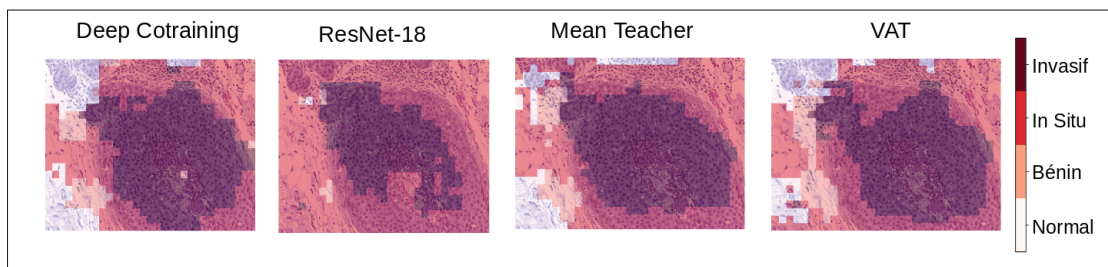 Deep Cotraining
ResNet-18
Mean Teacher
VAT
Invasif
In Situ
Bénin
Normal